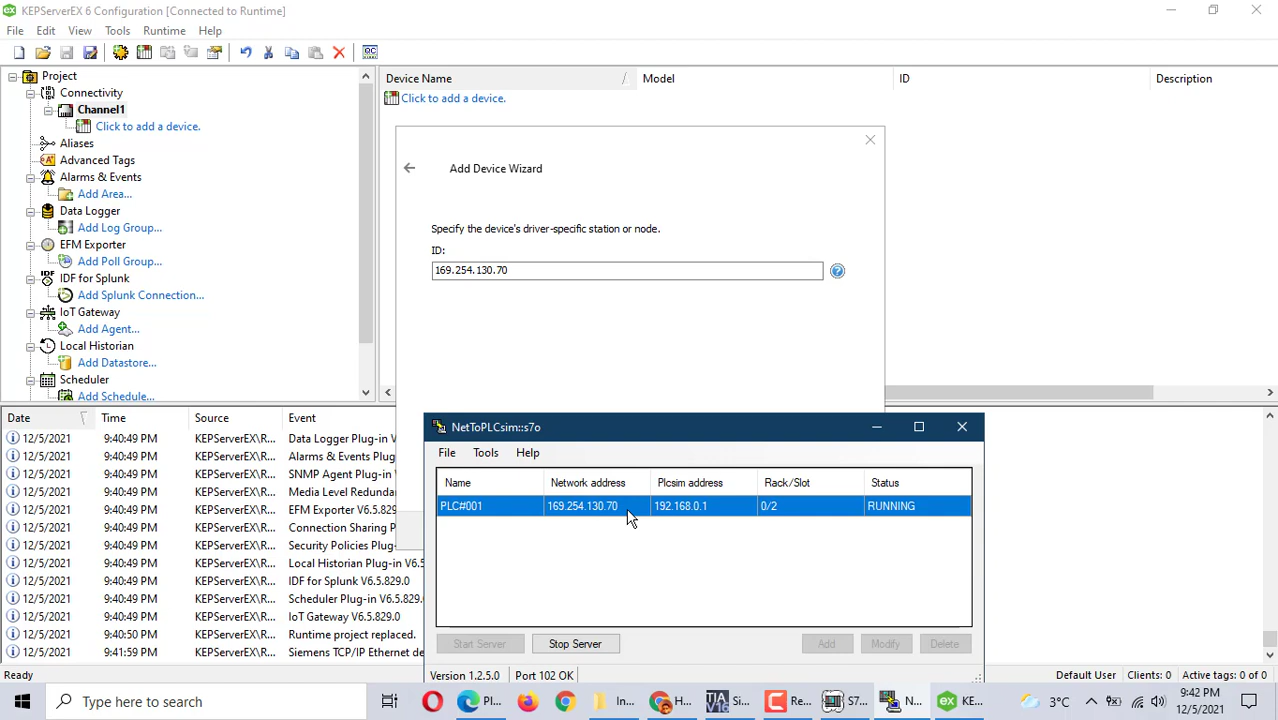 KEPServerEX 6 Configuration [Connected to Runtime]
File Edit View Tools Runtime Help
Project
Connectivity
Channel1
Click to add a device.
Aliases
Advanced Tags
Alarms & Events
Add Area...
Data Logger
Add Log Group...
EFM Exporter
Add Poll Group...
IDF for Splunk
Add Splunk Connection...
IoT Gateway
Add Agent...
Local Historian
Add Datastore...
Scheduler
Add Schedule...
Device Name Model ID Description
Click to add a device.
Add Device Wizard
Specify the device's driver-specific station or node.
ID:
169.254.130.70
Date Time Source Event
12/5/2021 9:40:49 PM KEPServerEX\R... Data Logger Plug-in V6
12/5/2021 9:40:49 PM KEPServerEX\R... Alarms & Events Plug-
12/5/2021 9:40:49 PM KEPServerEX\R... SNMP Agent Plug-in V
12/5/2021 9:40:49 PM KEPServerEX\R... Media Level Redundan
12/5/2021 9:40:49 PM KEPServerEX\R... EFM Exporter V6.5.829
12/5/2021 9:40:49 PM KEPServerEX\R... Connection Sharing P
12/5/2021 9:40:49 PM KEPServerEX\R... Security Policies Plug-
12/5/2021 9:40:49 PM KEPServerEX\R... Local Historian Plug-in
12/5/2021 9:40:49 PM KEPServerEX\R... IDF for Splunk V6.5.829.0
12/5/2021 9:40:49 PM KEPServerEX\R... Scheduler Plug-in V6.5
12/5/2021 9:40:49 PM KEPServerEX\R... IoT Gateway V6.5.829.0
12/5/2021 9:40:50 PM KEPServerEX\R... Runtime project replaced.
12/5/2021 9:41:59 PM KEPServerEX\R... Siemens TCP/IP Ethernet de
NetToPLCsim::s7o
File Tools Help
Name Network address Plcsim address Rack/Slot Status
PLC#001 169.254.130.70 192.168.0.1 0/2 RUNNING
Start Server Stop Server Add Modify Delete
Version 1.2.5.0 Port 102 OK
Ready Default User Clients: 0 Active tags: 0 of 0
Type here to search
Pl... In... H... TIA V16 Si... Re... S7... N... KE... 3°C
9:42 PM
12/5/2021